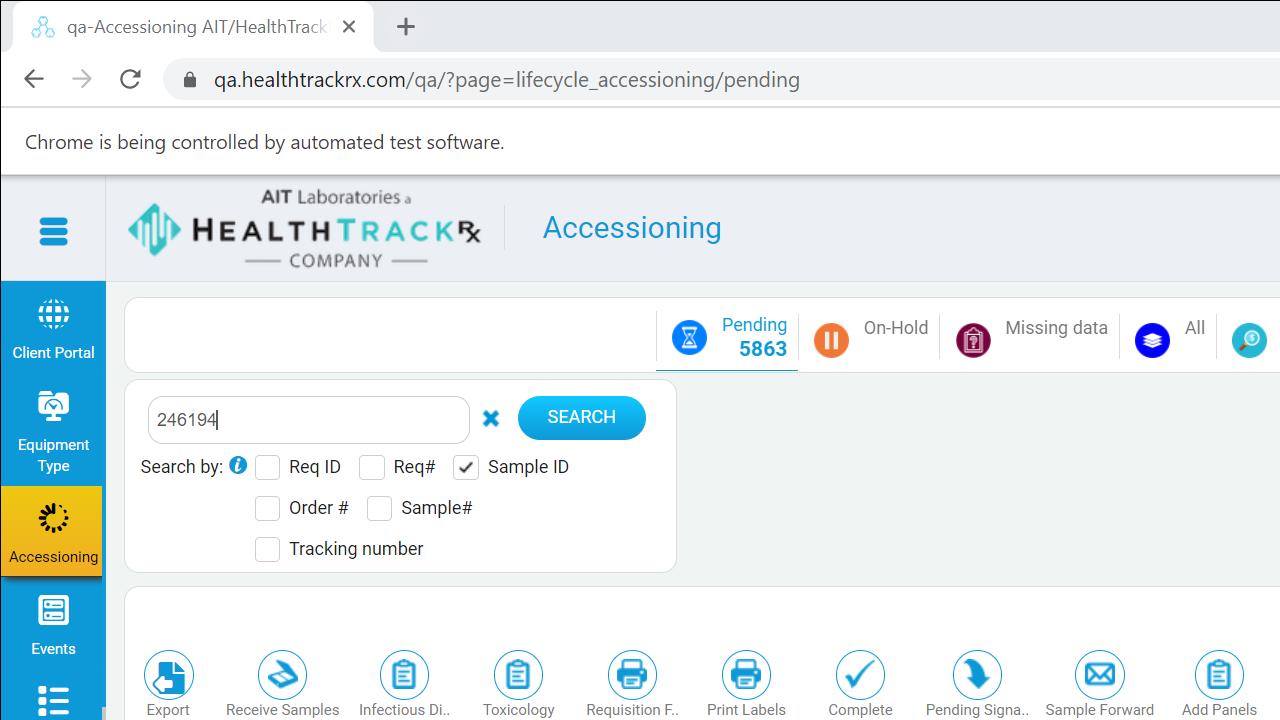 qa-Accessioning AIT/HealthTrack
qa.healthtrackrx.com/qa/?page=lifecycle_accessioning/pending
Chrome is being controlled by automated test software.
AIT Laboratories a
HEALTHTRACKRX
COMPANY
Accessioning
Client Portal
Equipment
Type
Accessioning
Events
Pending
5863
On-Hold
Missing data
All
246194
SEARCH
Search by:
Req ID
Req#
Sample ID
Order #
Sample#
Tracking number
Export
Receive Samples
Infectious Di..
Toxicology
Requisition F..
Print Labels
Complete
Pending Signa..
Sample Forward
Add Panels